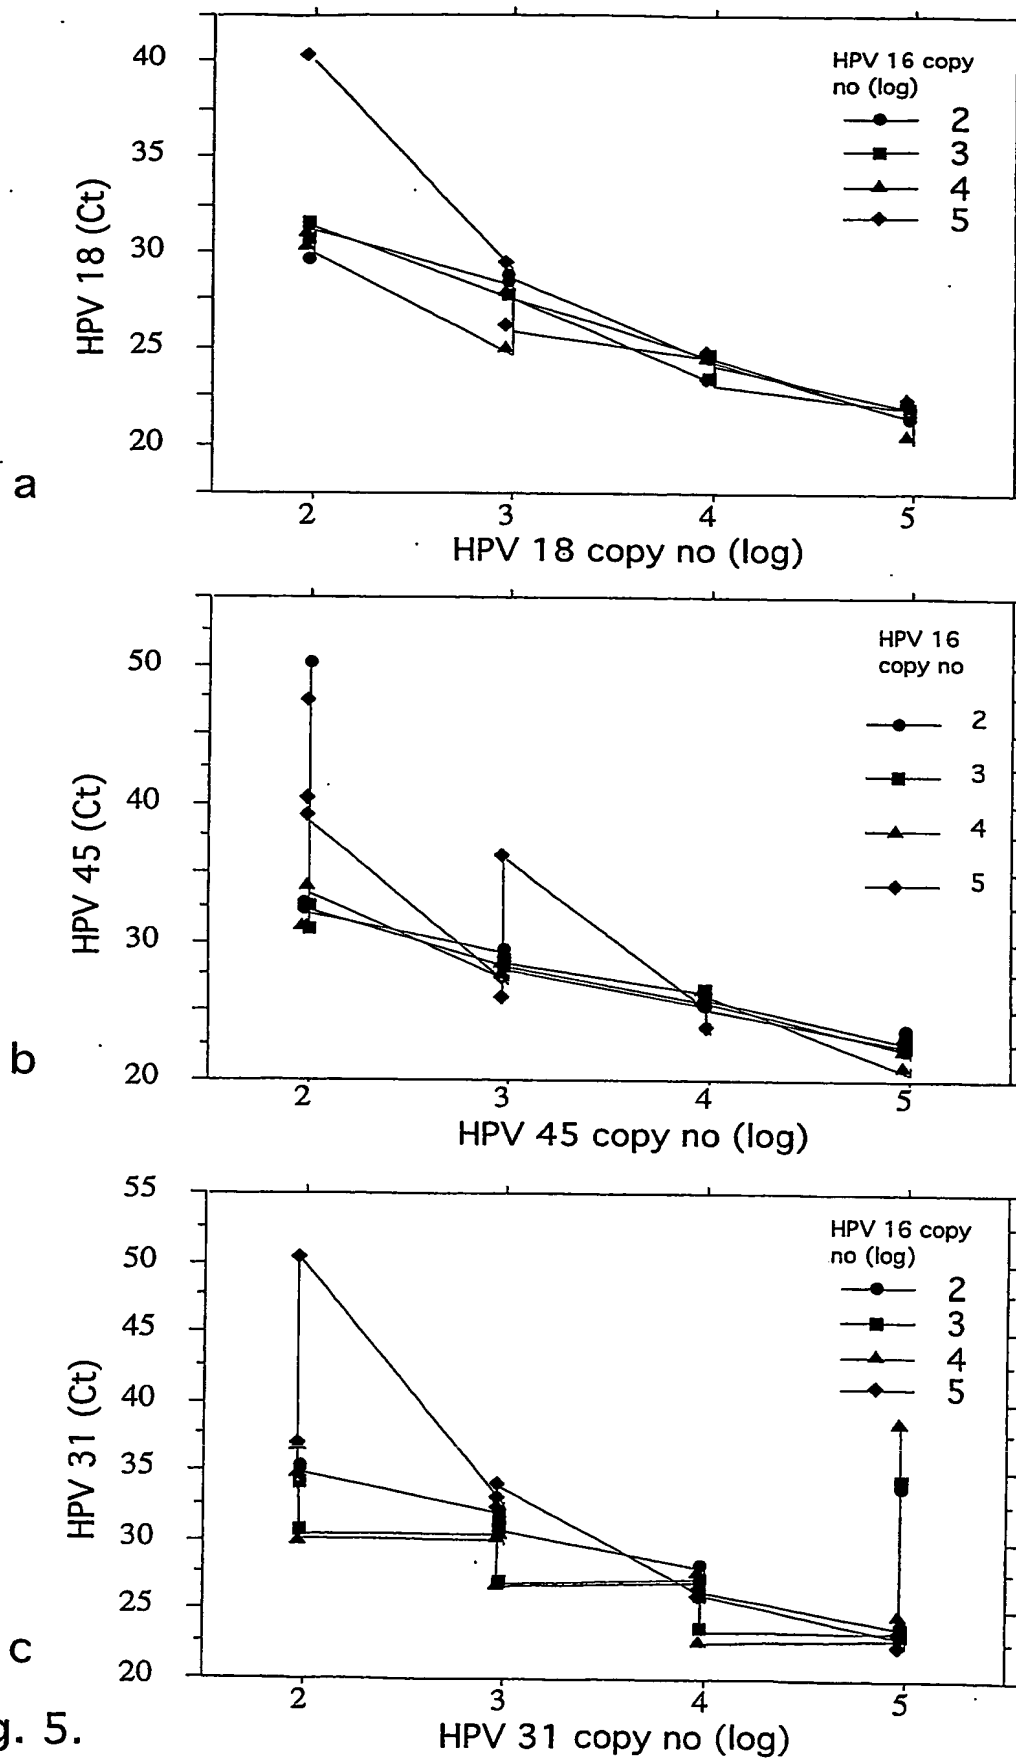 40
35
30
25
20
HPV 18 (Ct)
HPV 16 copy
no (log)
2
3
4
5
a
2 3 4 5
HPV 18 copy no (log)
50
40
30
20
HPV 45 (Ct)
HPV 16
copy no
2
3
4
5
b
2 3 4 5
HPV 45 copy no (log)
55
50
45
40
35
30
25
20
HPV 31 (Ct)
HPV 16 copy
no (log)
2
3
4
5
c
2 3 4 5
HPV 31 copy no (log)
g. 5.